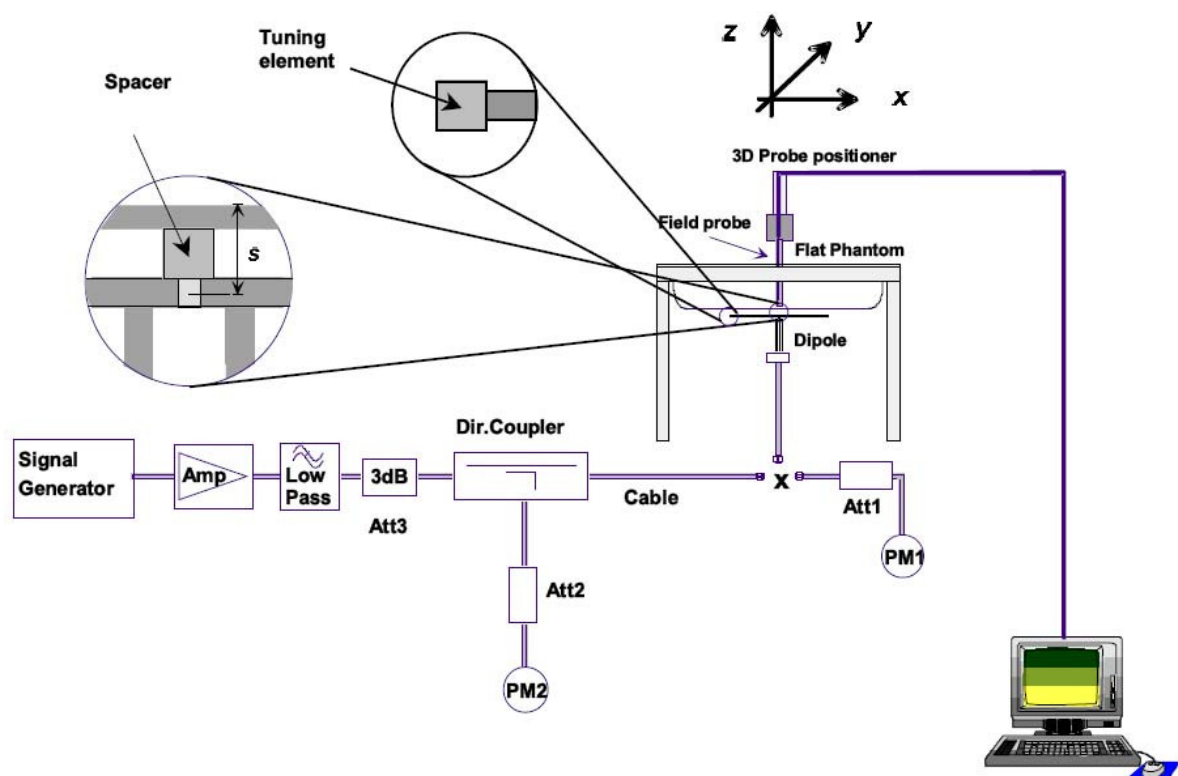 Tuning
element
Spacer
z
y
x
3D Probe positioner
Field probe
Flat Phantom
s
Dipole
Dir.Coupler
Signal
Generator
Amp
Low
Pass
3dB
Att3
Cable
x
Att1
PM1
Att2
PM2